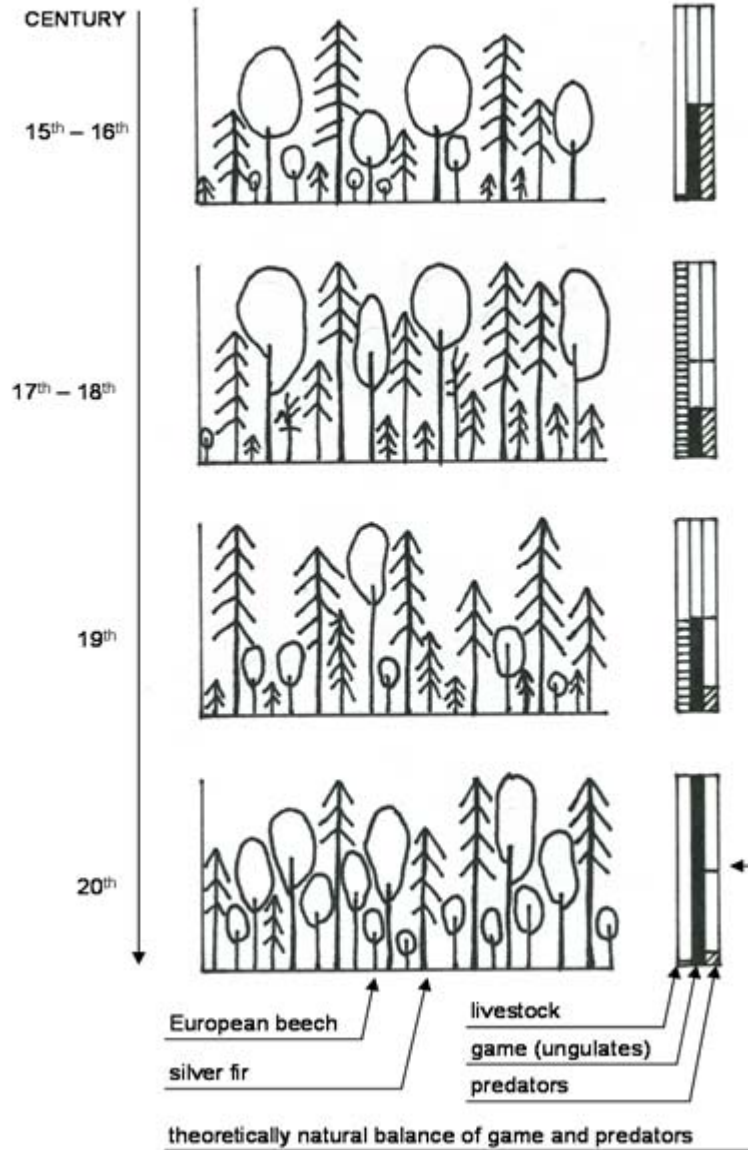 CENTURY
15th – 16th
17th – 18th
19th
20th
European beech
silver fir
livestock
game (ungulates)
predators
theoretically natural balance of game and predators